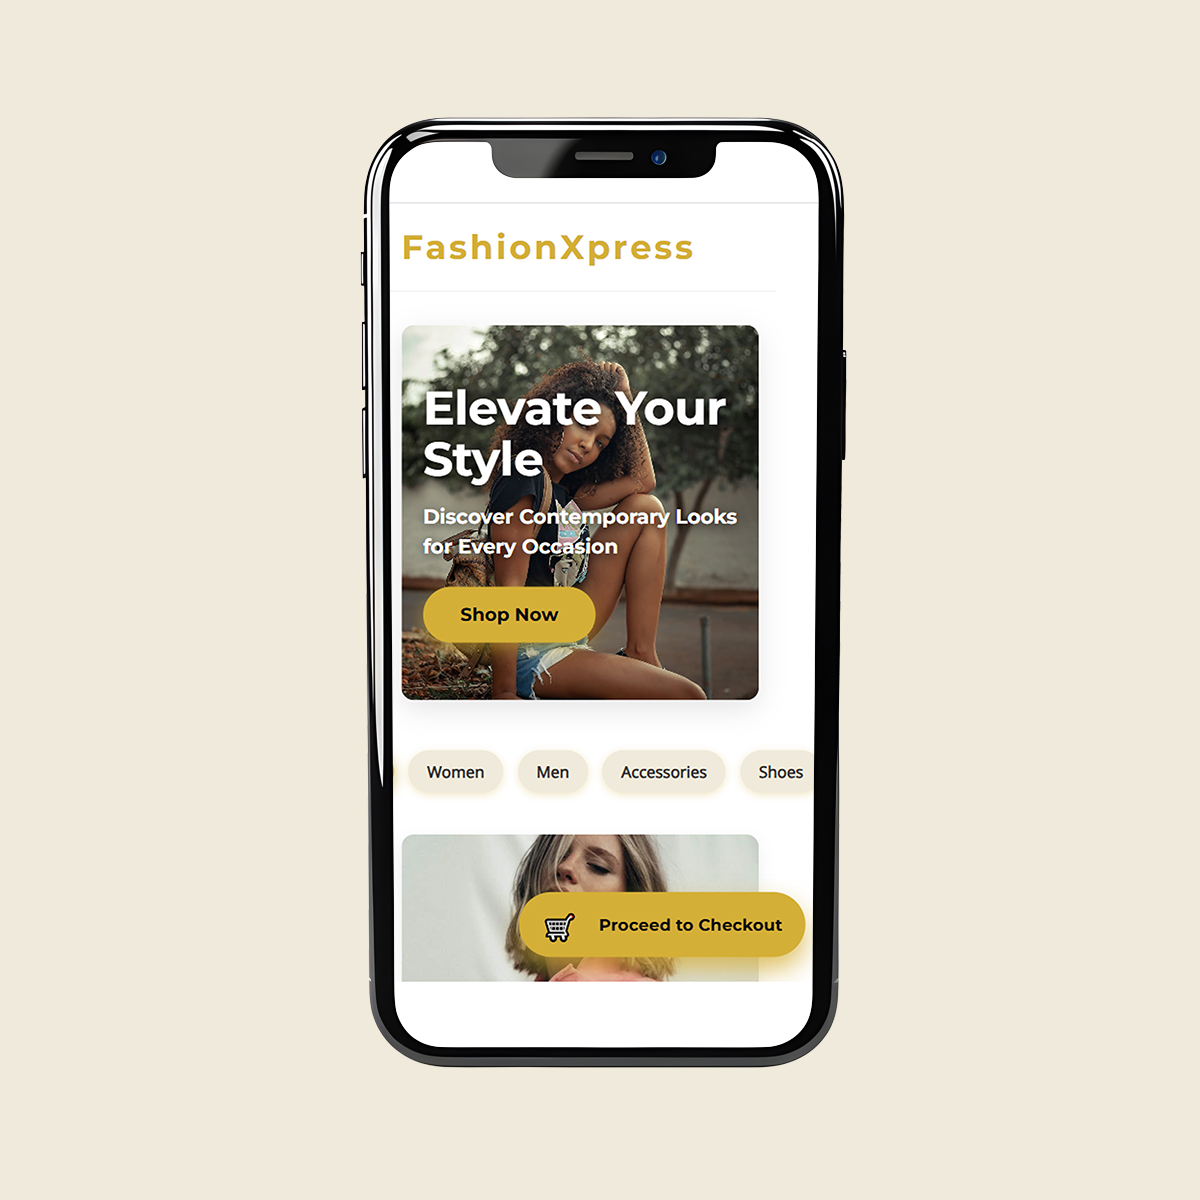 FashionXpress
Elevate Your
Style
Discover Contemporary Looks
for Every Occasion
Shop Now
Women
Men
Accessories
Shoes
Proceed to Checkout